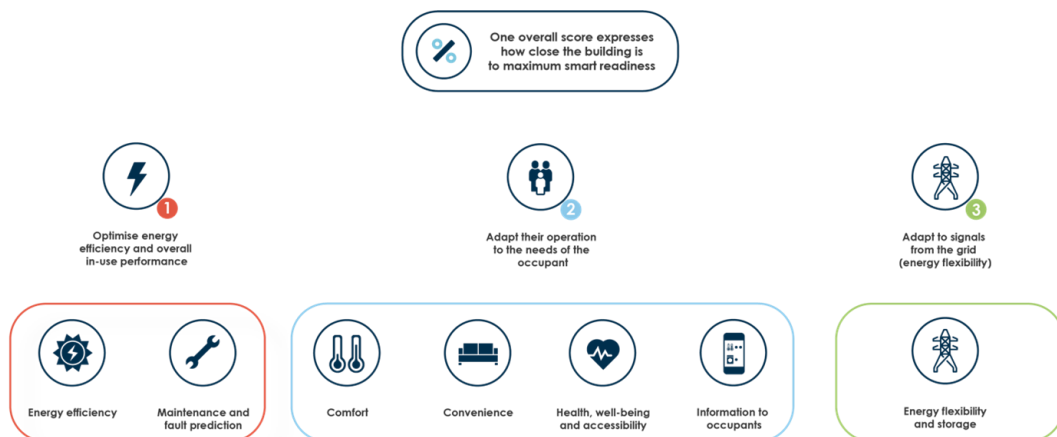 One overall score expresses
how close the building is
to maximum smart readiness
%
1
Optimise energy
efficiency and overall
in-use performance
2
Adapt their operation
to the needs of the
occupant
3
Adapt to signals
from the grid
(energy flexibility)
Energy efficiency
Maintenance and
fault prediction
Comfort
Convenience
Health, well-being
and accessibility
Information to
occupants
Energy flexibility
and storage